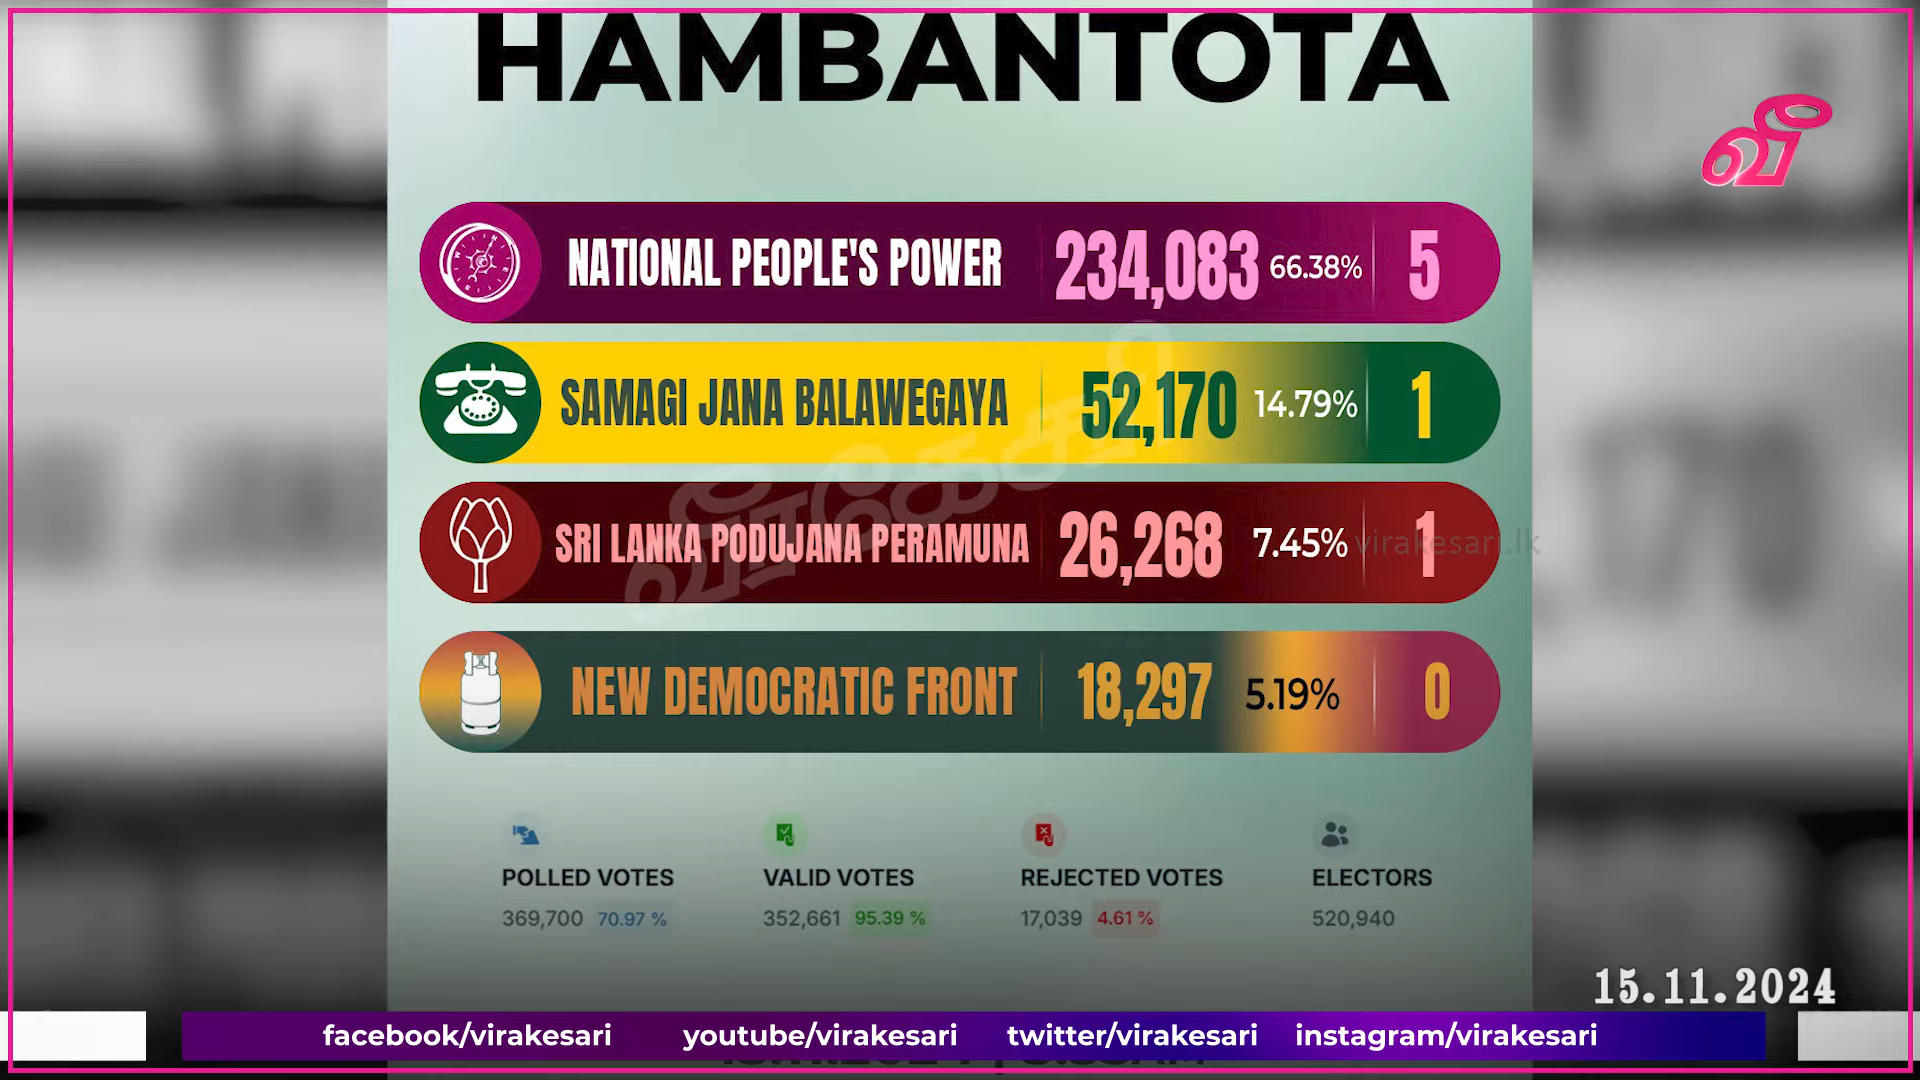 HAMBANTOTA
வீ
NATIONAL PEOPLE'S POWER 234,083 66.38% 5
SAMAGI JANA BALAWEGAYA 52,170 14.79% 1
SRI LANKA PODUJANA PERAMUNA 26,268 7.45% 1
வீரகேசரி
virakesari.lk
NEW DEMOCRATIC FRONT 18,297 5.19% 0
POLLED VOTES VALID VOTES REJECTED VOTES ELECTORS
369,700 70.97 % 352,661 95.39 % 17,039 4.61 % 520,940
15.11.2024
facebook/virakesari youtube/virakesari twitter/virakesari instagram/virakesari